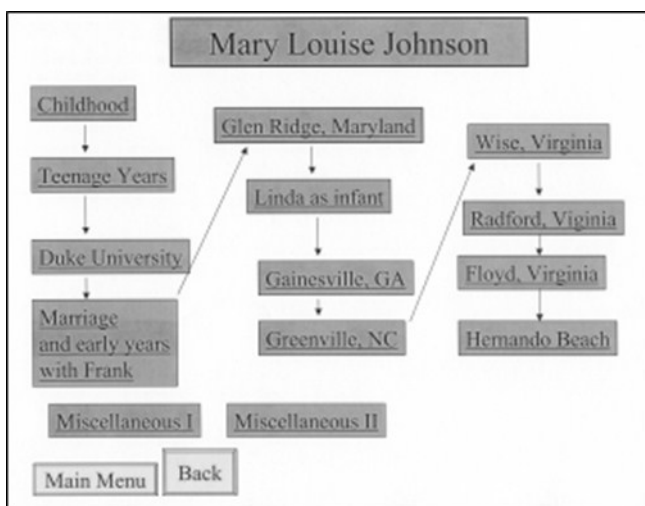 Mary Louise Johnson
Childhood
Teenage Years
Duke University
Marriage
and early years
with Frank
Glen Ridge, Maryland
Linda as infant
Gainesville, GA
Greenville, NC
Wise, Virginia
Radford, Viginia
Floyd, Virginia
Hernando Beach
Miscellaneous I
Miscellaneous II
Main Menu
Back